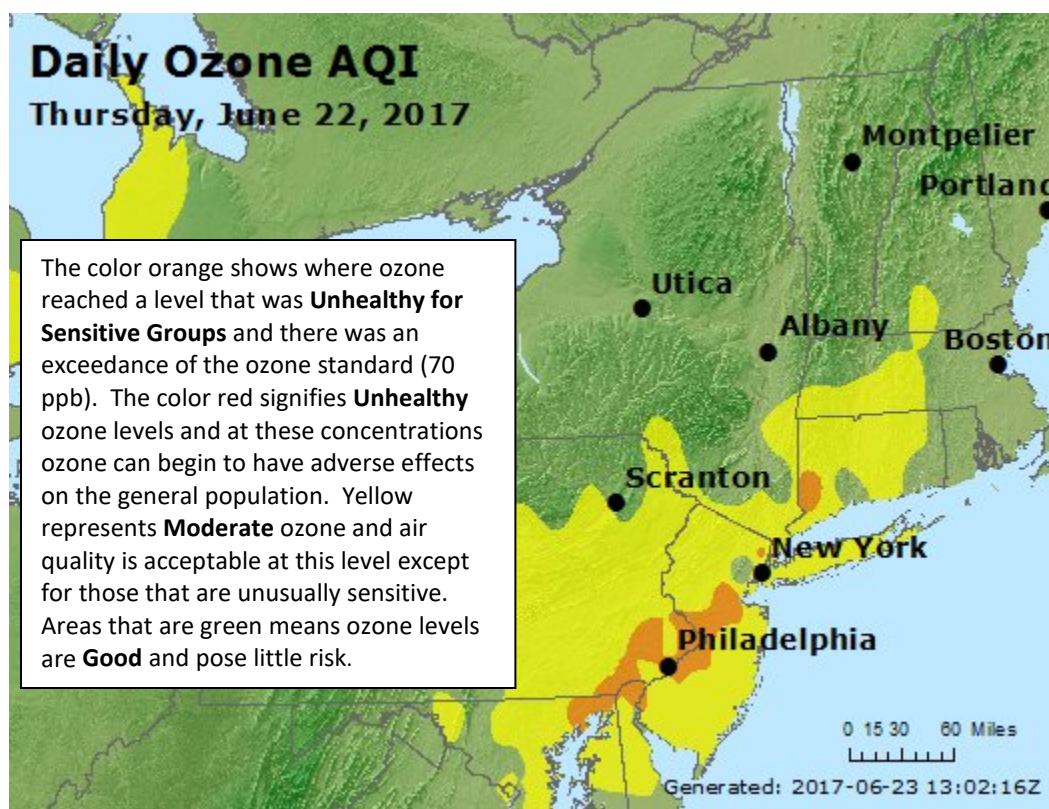 Daily Ozone AQI
Thursday, June 22, 2017
Montpelier
Portland
The color orange shows where ozone
reached a level that was Unhealthy for
Sensitive Groups and there was an
exceedance of the ozone standard (70
ppb).  The color red signifies Unhealthy
ozone levels and at these concentrations
ozone can begin to have adverse effects
on the general population.  Yellow
represents Moderate ozone and air
quality is acceptable at this level except
for those that are unusually sensitive.
Areas that are green means ozone levels
are Good and pose little risk.
Utica
Albany
Boston
Scranton
New York
Philadelphia
0 15 30 60 Miles
Generated: 2017-06-23 13:02:16Z